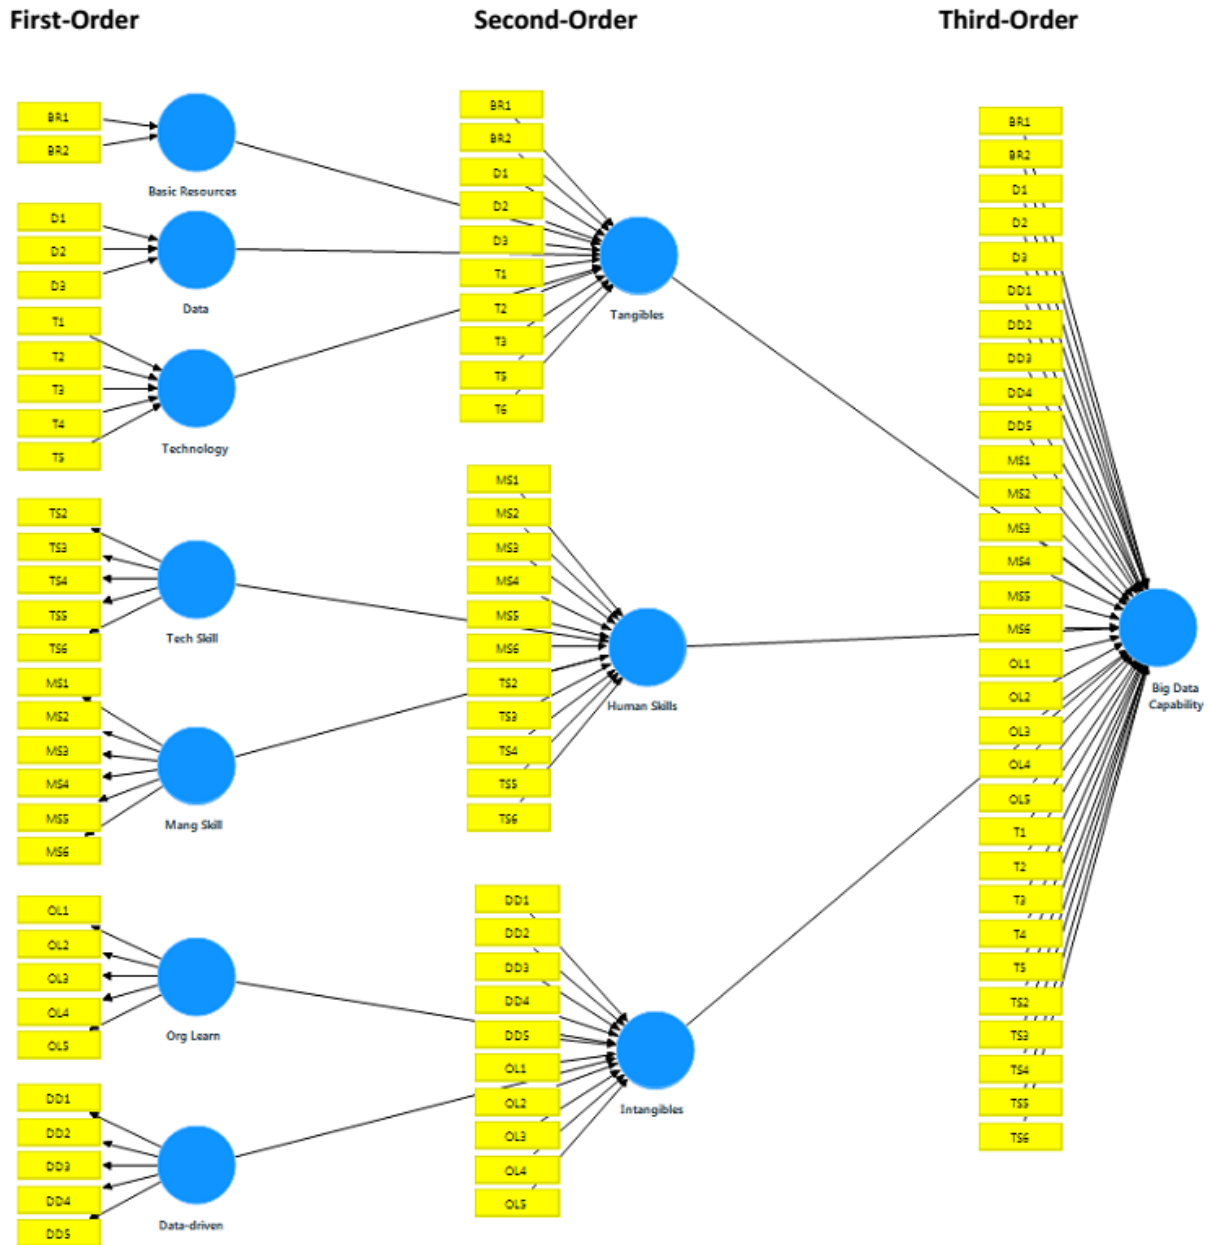 First-Order
Second-Order
Third-Order
BR1
BR2
Basic Resources
D1
D2
D3
Data
T1
T2
T3
T4
T5
Technology
TS2
TS3
TS4
TS5
TS6
Tech Skill
MS1
MS2
MS3
MS4
MS5
MS6
Mang Skill
OL1
OL2
OL3
OL4
OL5
Org Learn
DD1
DD2
DD3
DD4
DD5
Data-driven
BR1
BR2
D1
D2
D3
T1
T2
T3
T5
T6
Tangibles
MS1
MS2
MS3
MS4
MS5
MS6
TS2
TS3
TS4
TS5
TS6
Human Skills
DD1
DD2
DD3
DD4
DD5
OL1
OL2
OL3
OL4
OL5
Intangibles
BR1
BR2
D1
D2
D3
DD1
DD2
DD3
DD4
DD5
MS1
MS2
MS3
MS4
MS5
MS6
OL1
OL2
OL3
OL4
OL5
T1
T2
T3
T4
T5
TS2
TS3
TS4
TS5
TS6
Big Data
Capability